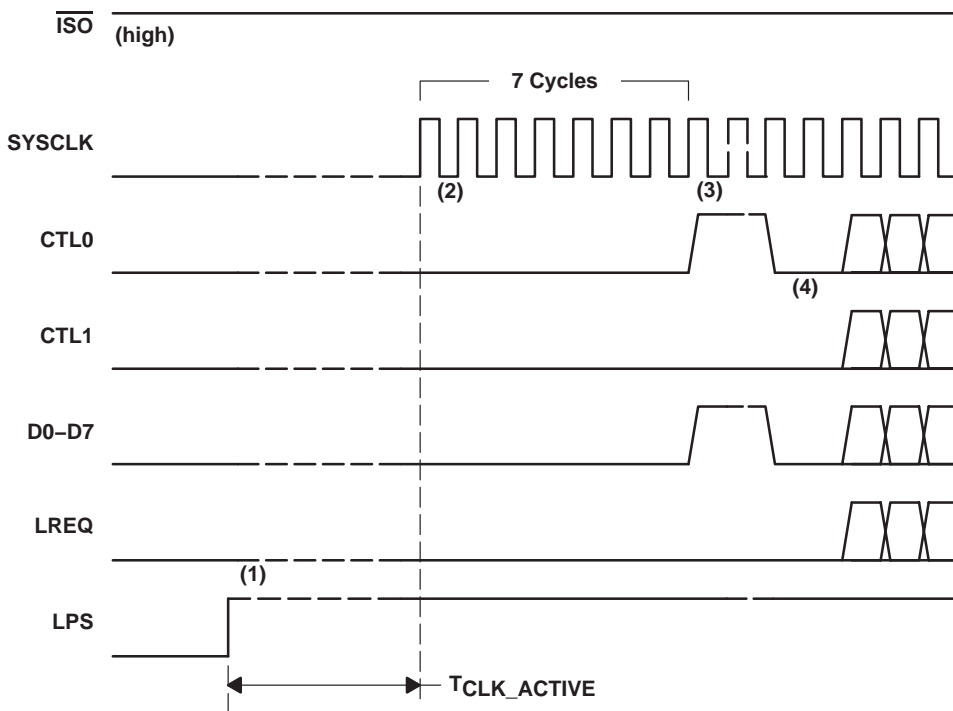 ISO
(high)
7 Cycles
SYSCLK
(2)
(3)
CTL0
(4)
CTL1
D0–D7
LREQ
(1)
LPS
TCLK_ACTIVE